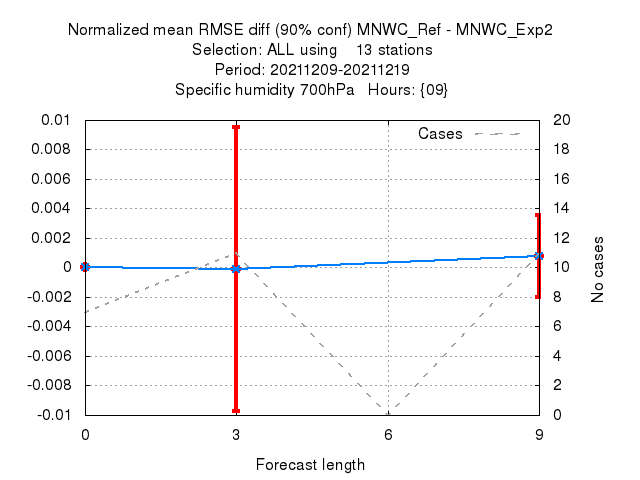 Normalized mean RMSE diff (90% conf) MNWC_Ref - MNWC_Exp2
Selection: ALL using 13 stations
Period: 20211209-20211219
Specific humidity 700hPa Hours: {09}
Cases
0.01
0.008
0.006
0.004
0.002
0
-0.002
-0.004
-0.006
-0.008
-0.01
20
18
16
14
12
10
8
6
4
2
0
No cases
0 3 6 9
Forecast length